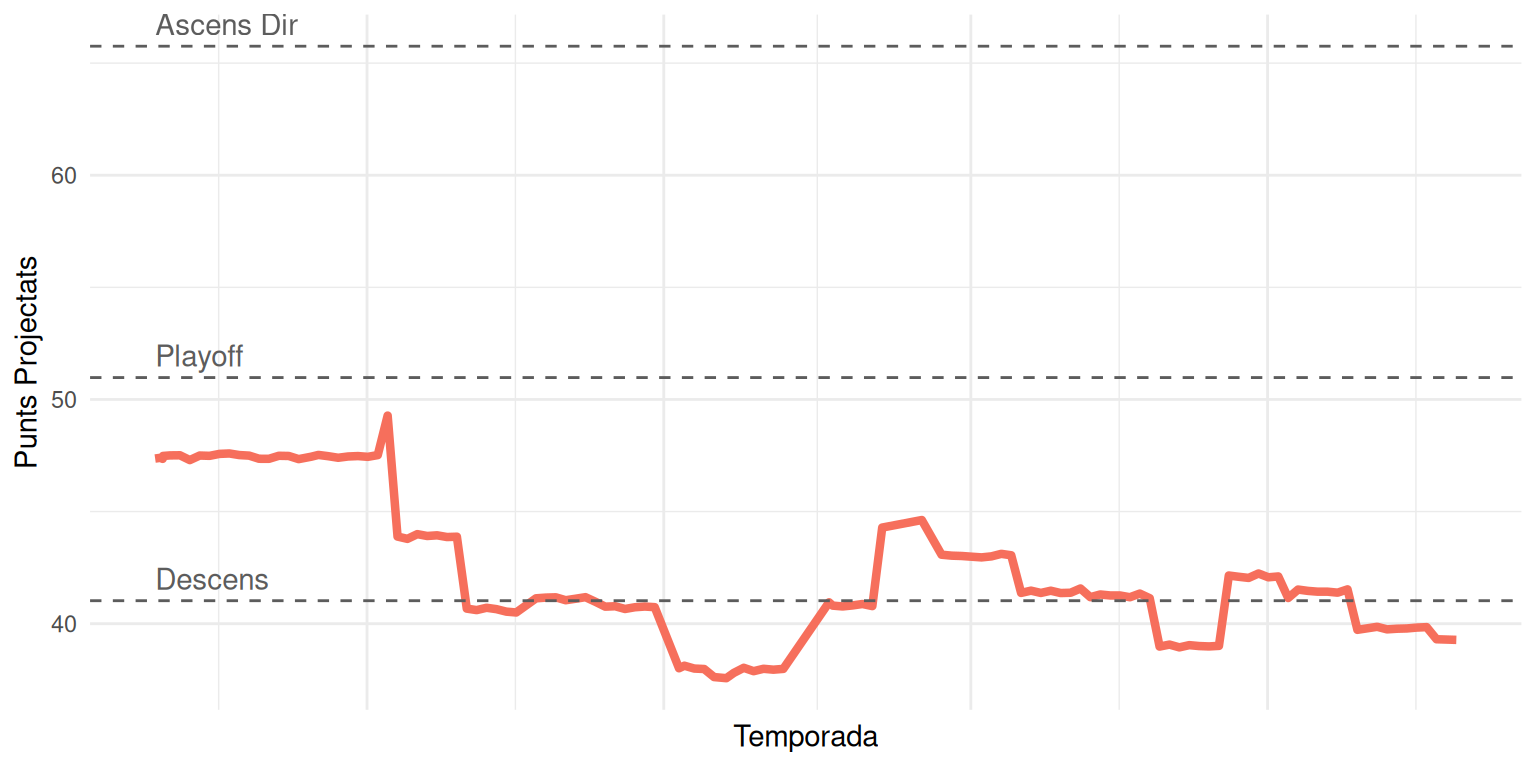 Ascens Dir
60
Playoff
50
Descens
40
Punts Projectats
Temporada